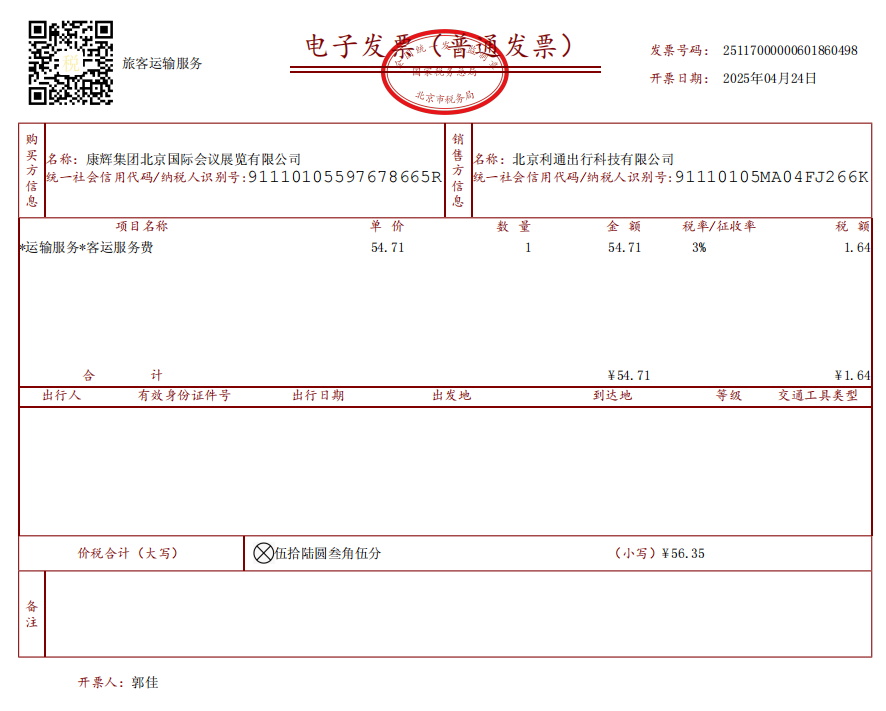 电子发票（普通发票）
旅客运输服务
税
全国统一发票监制章
国家税务总局
北京市税务局
发票号码： 25117000000601860498
开票日期： 2025年04月24日
购买方信息
名称：康辉集团北京国际会议展览有限公司
统一社会信用代码/纳税人识别号:91110105597678665R
销售方信息
名称：北京利通出行科技有限公司
统一社会信用代码/纳税人识别号:91110105MA04FJ266K
项目名称 单 价 数 量 金 额 税率/征收率 税 额
*运输服务*客运服务费 54.71 1 54.71 3% 1.64
合 计 ¥54.71 ¥1.64
出行人 有效身份证件号 出行日期 出发地 到达地 等级 交通工具类型
价税合计（大写） 伍拾陆圆叁角伍分 （小写）¥56.35
备注
开票人：郭佳